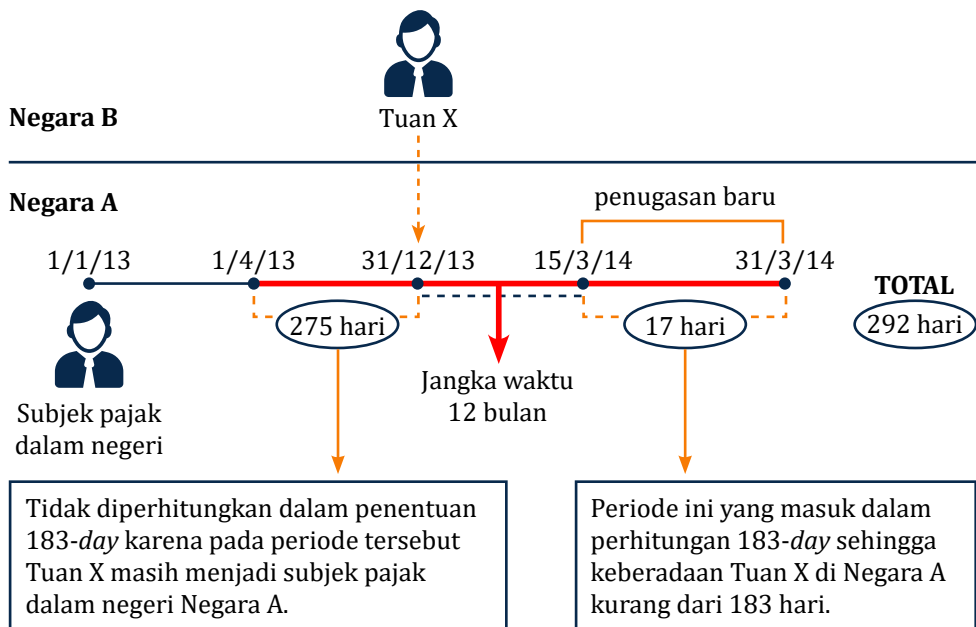 Negara B
Tuan X
Negara A
penugasan baru
1/1/13 1/4/13 31/12/13 15/3/14 31/3/14
TOTAL
275 hari 17 hari 292 hari
Jangka waktu
12 bulan
Subjek pajak
dalam negeri
Tidak diperhitungkan dalam penentuan
183-day karena pada periode tersebut
Tuan X masih menjadi subjek pajak
dalam negeri Negara A.
Periode ini yang masuk dalam
perhitungan 183-day sehingga
keberadaan Tuan X di Negara A
kurang dari 183 hari.